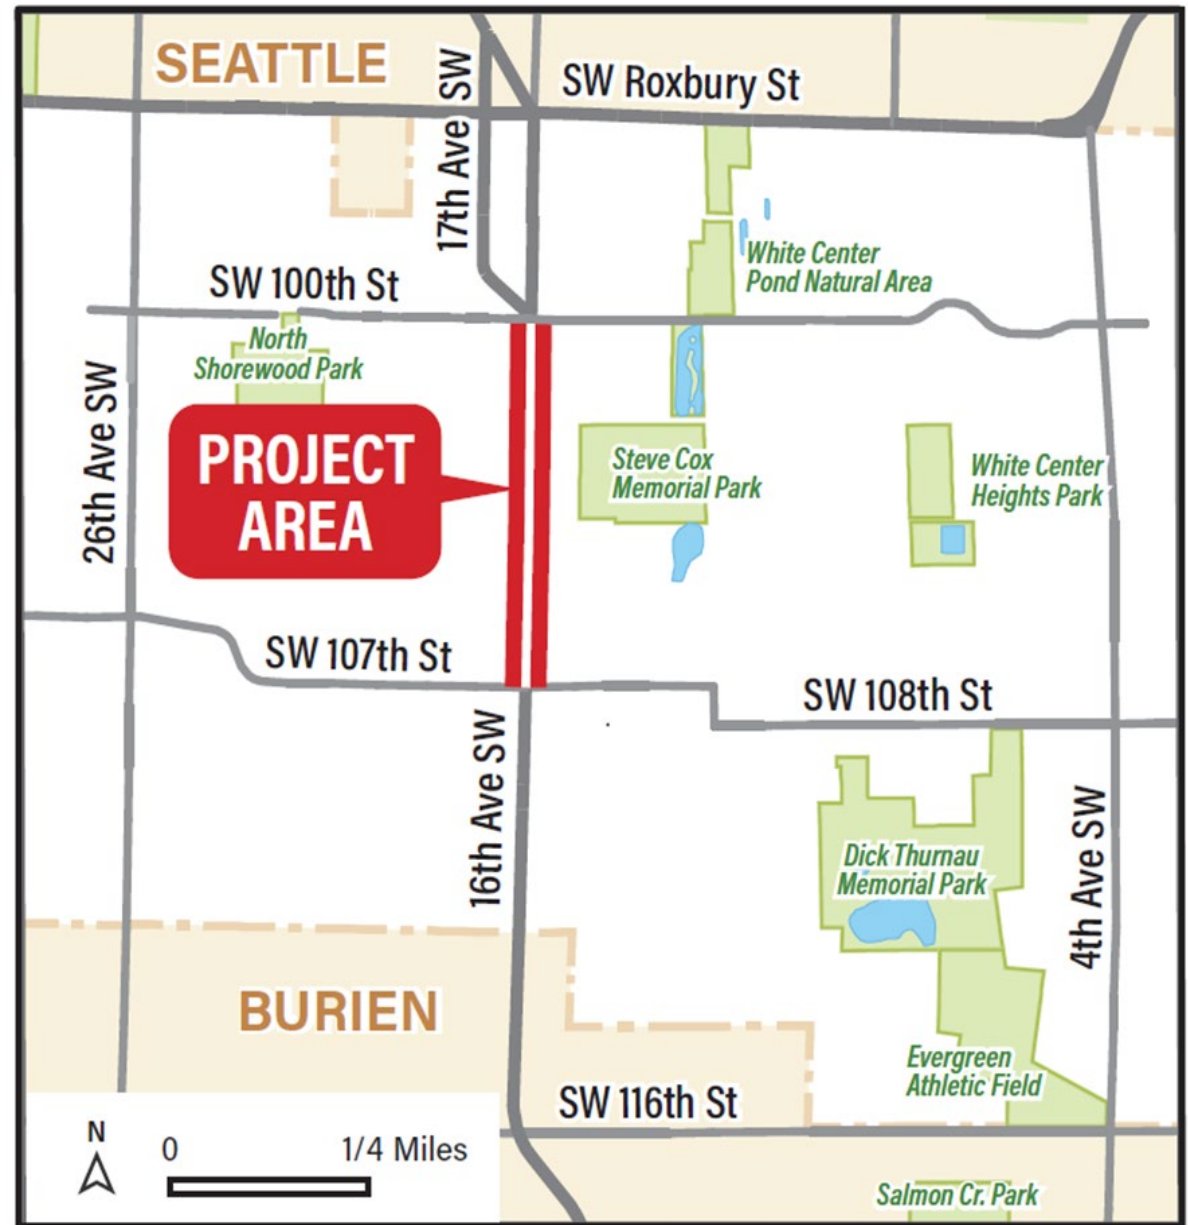 SEATTLE
SW Roxbury St
17th Ave SW
White Center
Pond Natural Area
SW 100th St
North
Shorewood Park
26th Ave SW
PROJECT
AREA
Steve Cox
Memorial Park
White Center
Heights Park
SW 107th St
SW 108th St
16th Ave SW
Dick Thurnau
Memorial Park
4th Ave SW
BURIEN
Evergreen
Athletic Field
SW 116th St
N
0 1/4 Miles
Salmon Cr. Park